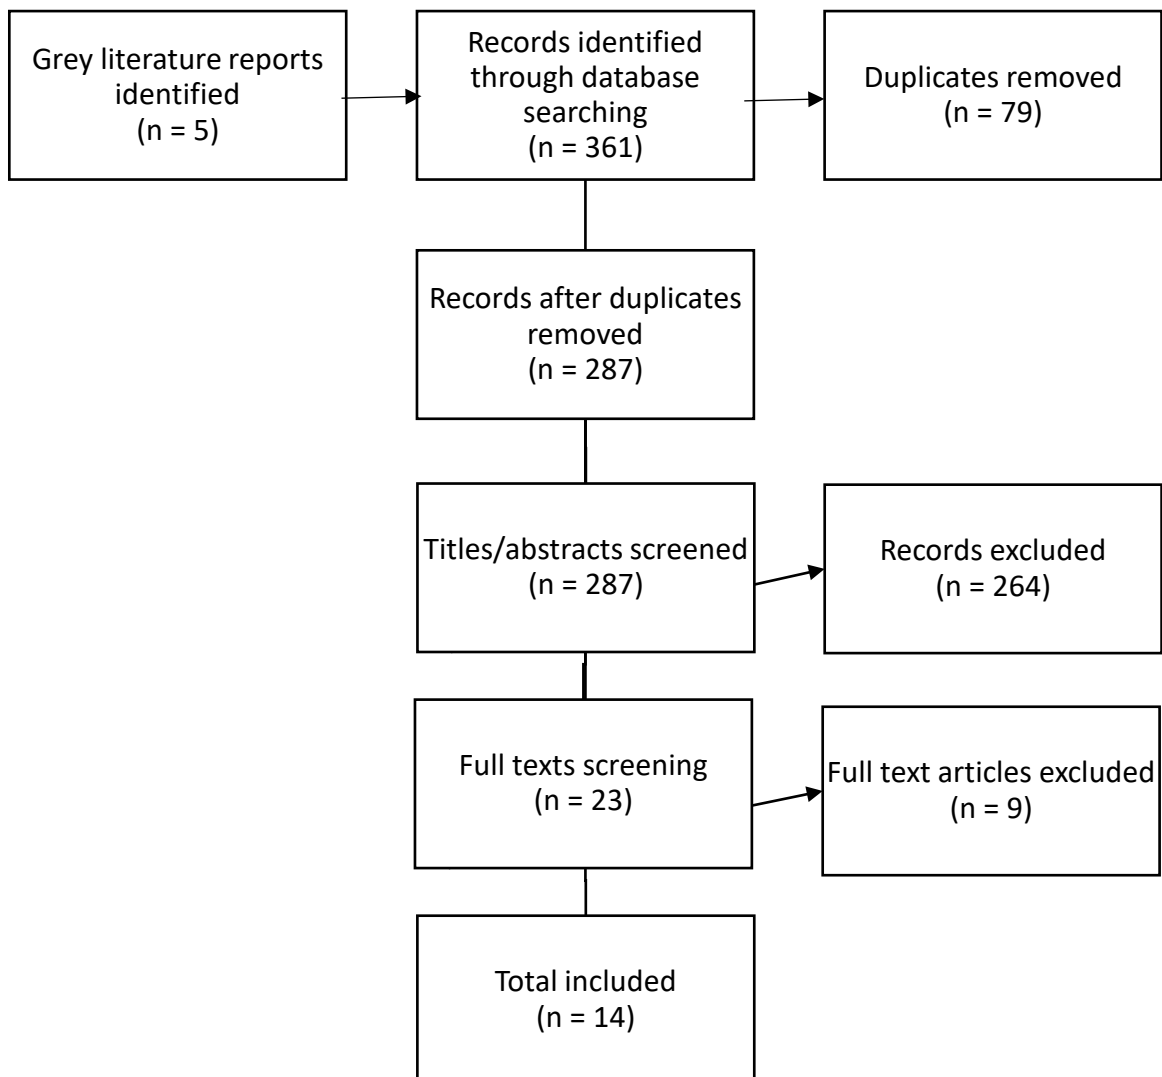 Grey literature reports
identified
(n = 5)
Records identified
through database
searching
(n = 361)
Duplicates removed
(n = 79)
Records after duplicates
removed
(n = 287)
Titles/abstracts screened
(n = 287)
Records excluded
(n = 264)
Full texts screening
(n = 23)
Full text articles excluded
(n = 9)
Total included
(n = 14)